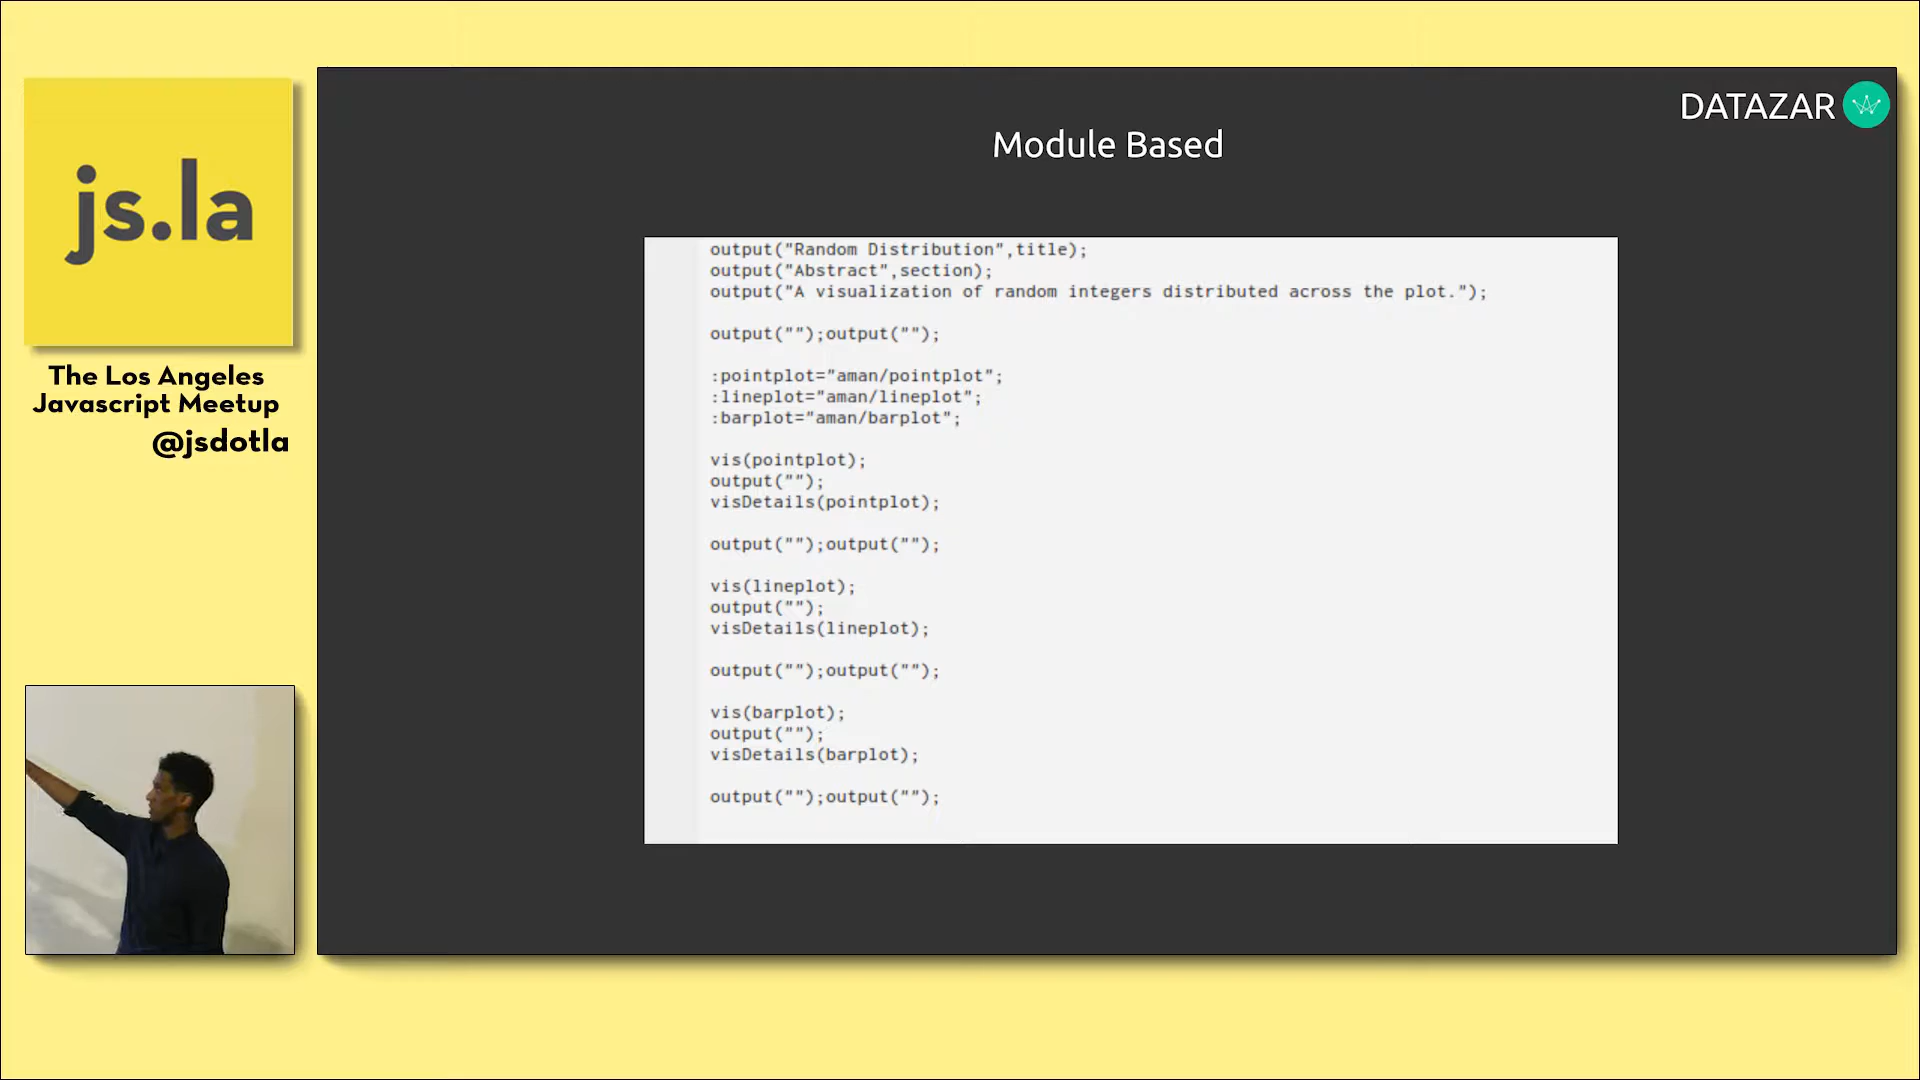 js.la
The Los Angeles
Javascript Meetup
@jsdotla
DATAZAR
Module Based
output("Random Distribution",title);
output("Abstract",section);
output("A visualization of random integers distributed across the plot.");
output("");output("");
:pointplot="aman/pointplot";
:lineplot="aman/lineplot";
:barplot="aman/barplot";
vis(pointplot);
output("");
visDetails(pointplot);
output("");output("");
vis(lineplot);
output("");
visDetails(lineplot);
output("");output("");
vis(barplot);
output("");
visDetails(barplot);
output("");output("");